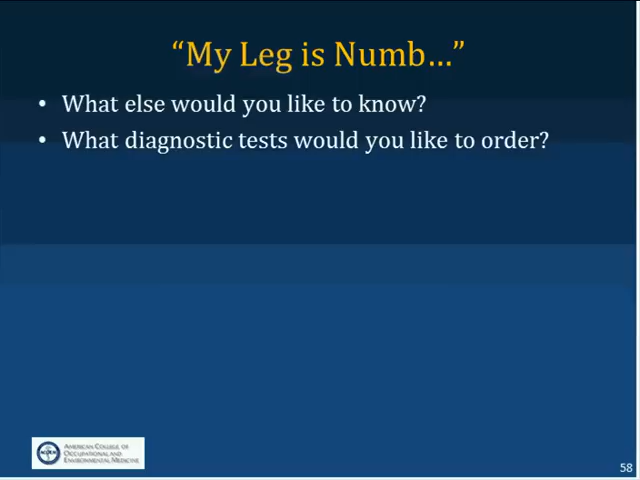 “My Leg is Numb…”
• What else would you like to know?
• What diagnostic tests would you like to order?
AMERICAN COLLEGE OF
OCCUPATIONAL AND
ENVIRONMENTAL MEDICINE
58